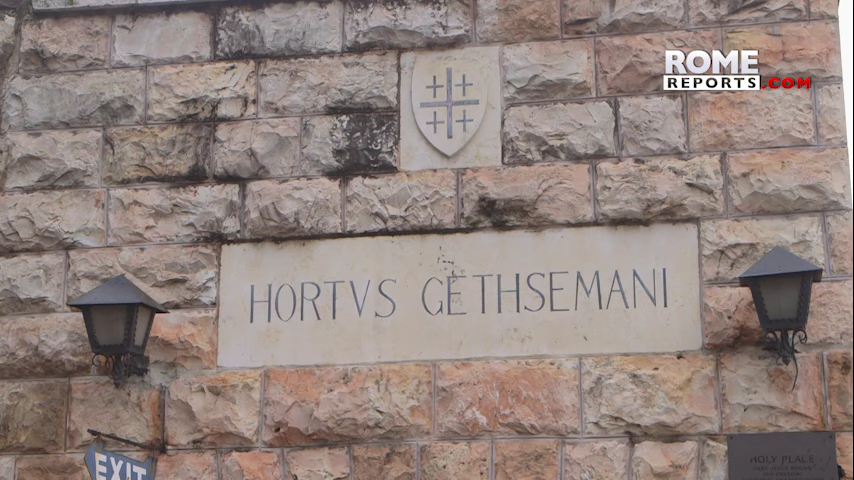 ROME
REPORTS.COM
HORTVS GETHSEMANI
EXIT
HOLY PLACE